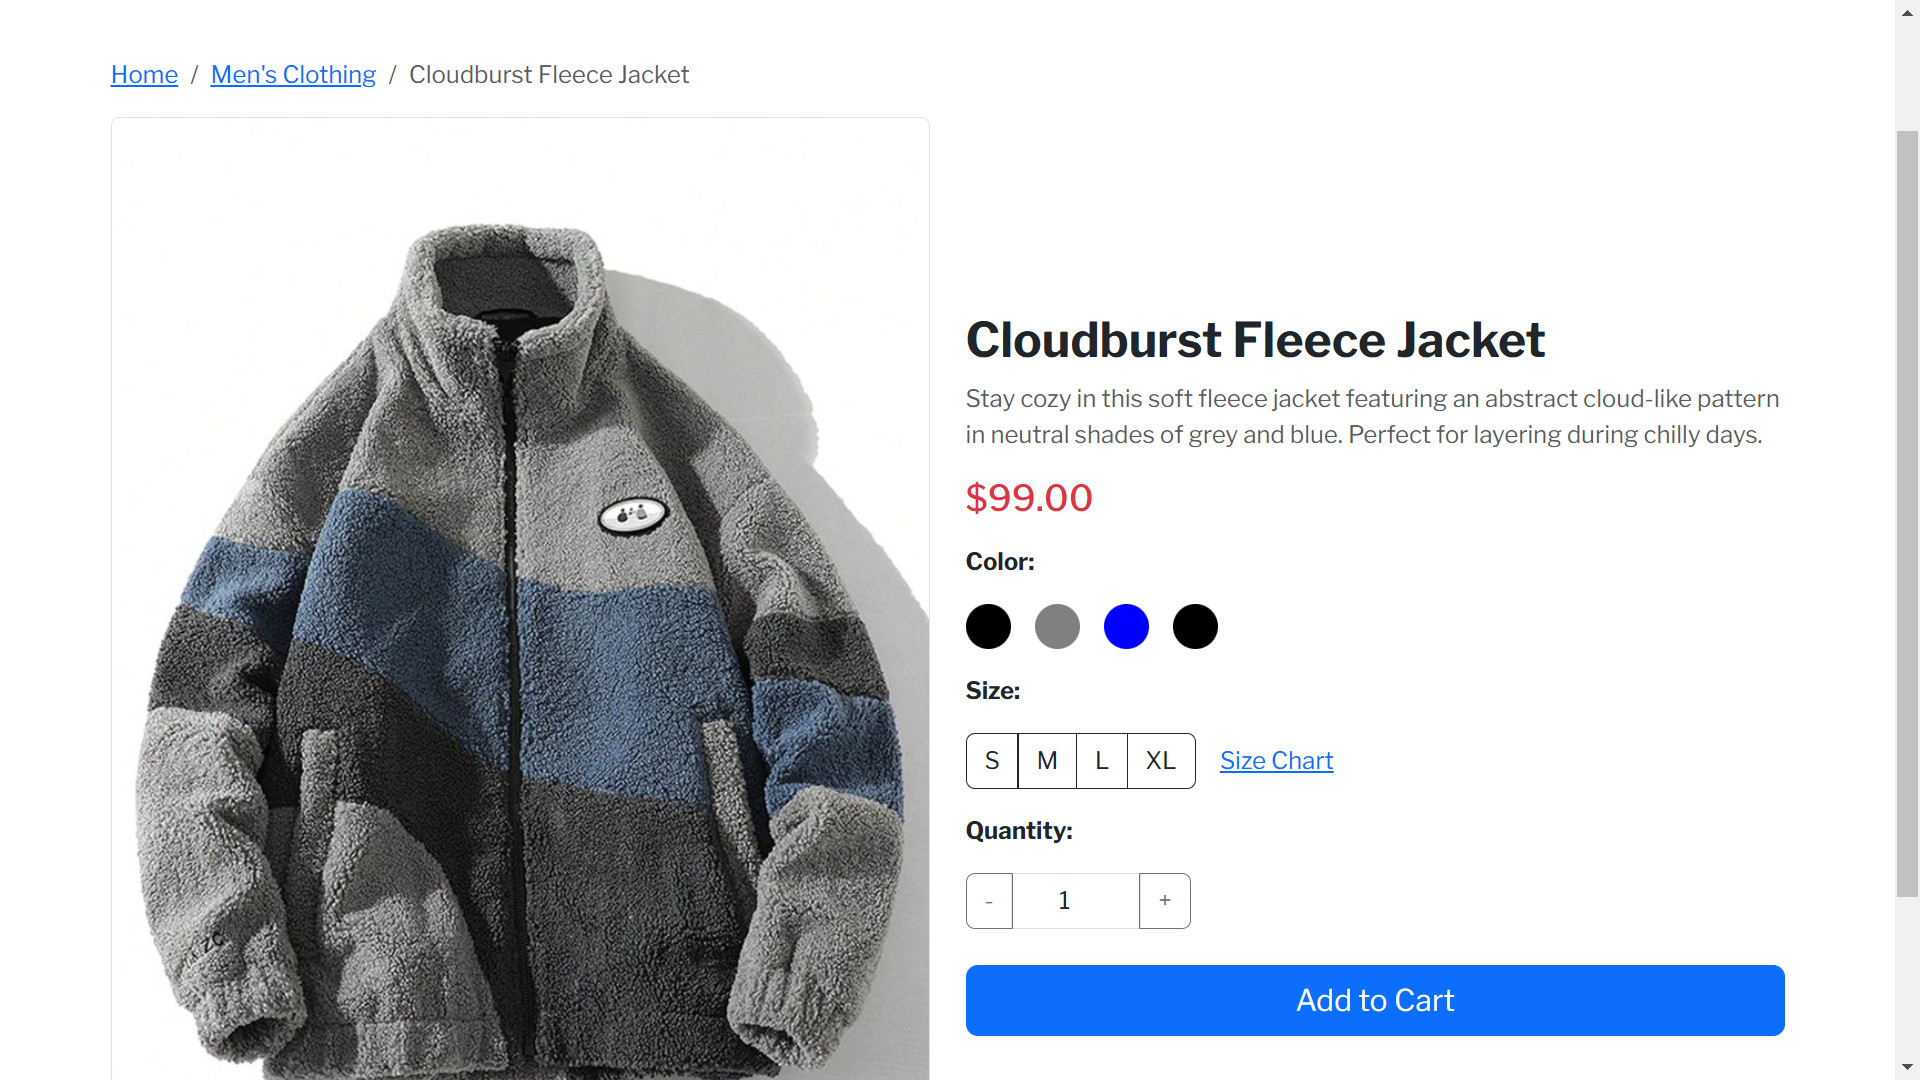 Home / Men's Clothing / Cloudburst Fleece Jacket
Cloudburst Fleece Jacket
Stay cozy in this soft fleece jacket featuring an abstract cloud-like pattern
in neutral shades of grey and blue. Perfect for layering during chilly days.
$99.00
Color:
Size:
S M L XL Size Chart
Quantity:
- 1 +
Add to Cart